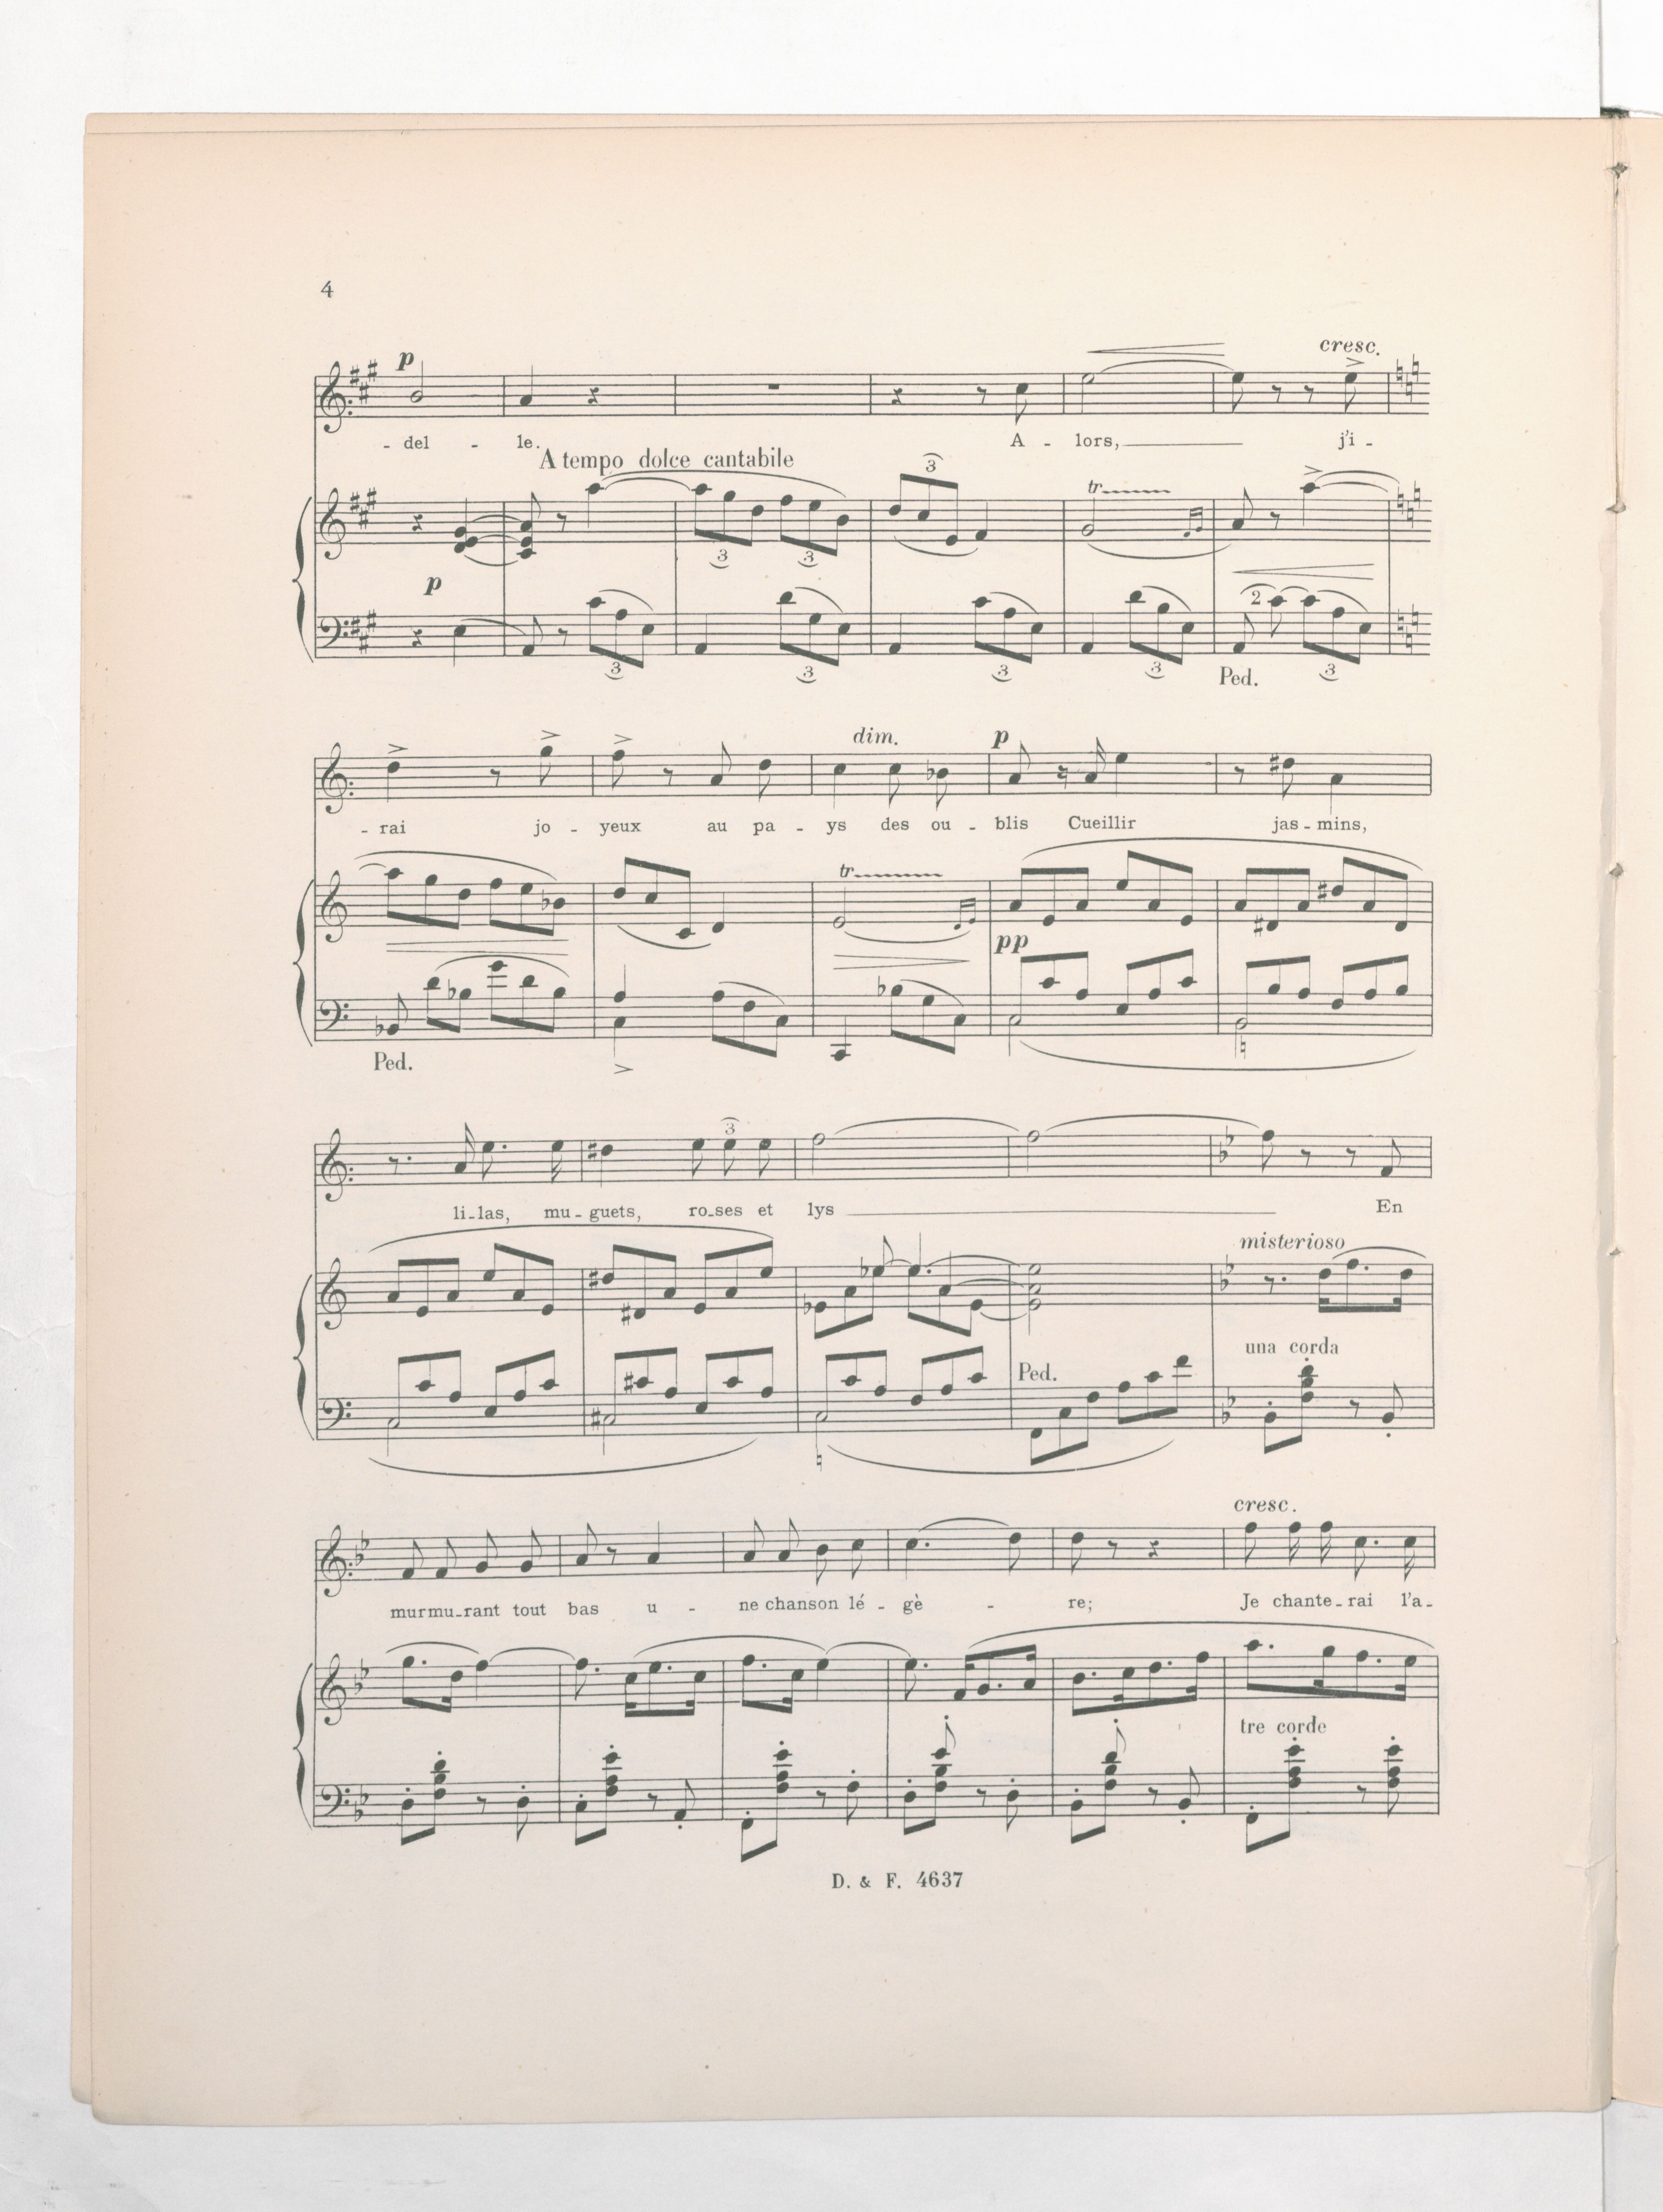 4
p
cresc.
- del - le. A - lors, j'i -
A tempo dolce cantabile
3
tr
3 3
p
2
3 3 3 3 3
Ped.
dim. p
- rai jo - yeux au pa - ys des ou - blis Cueillir jas - mins,
tr
pp
Ped.
3
li - las, mu - guets, ro - ses et lys En
misterioso
una corda
Ped.
cresc.
murmu - rant tout bas u - ne chanson lé - gè - re; Je chante - rai l'a -
tre corde
D. & F. 4637